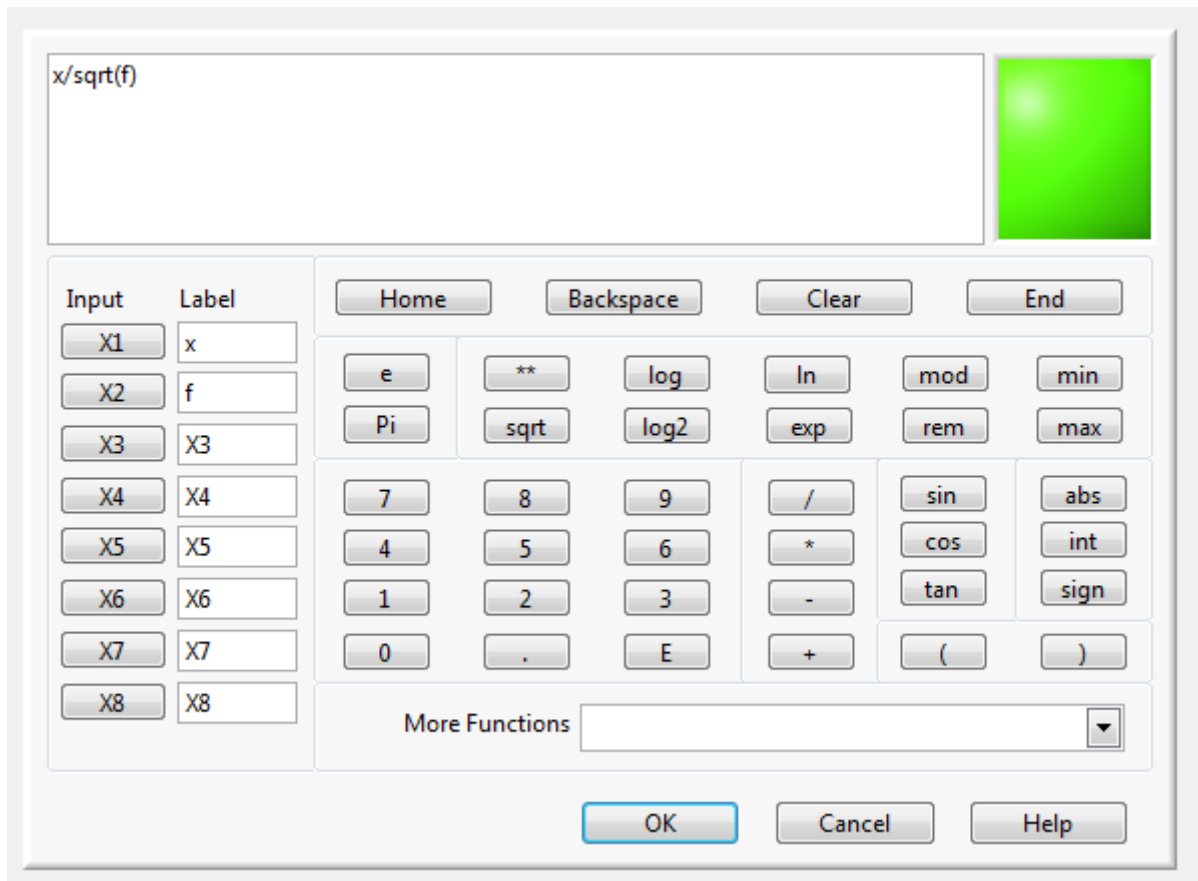 x/sqrt(f)
Input Label Home Backspace Clear End
X1 x
e ** log ln mod min
X2 f
Pi sqrt log2 exp rem max
X3 X3
X4 X4 7 8 9 / sin abs
X5 X5 4 5 6 * cos int
X6 X6 1 2 3 - tan sign
X7 X7 0 . E + ( )
X8 X8
More Functions
OK Cancel Help